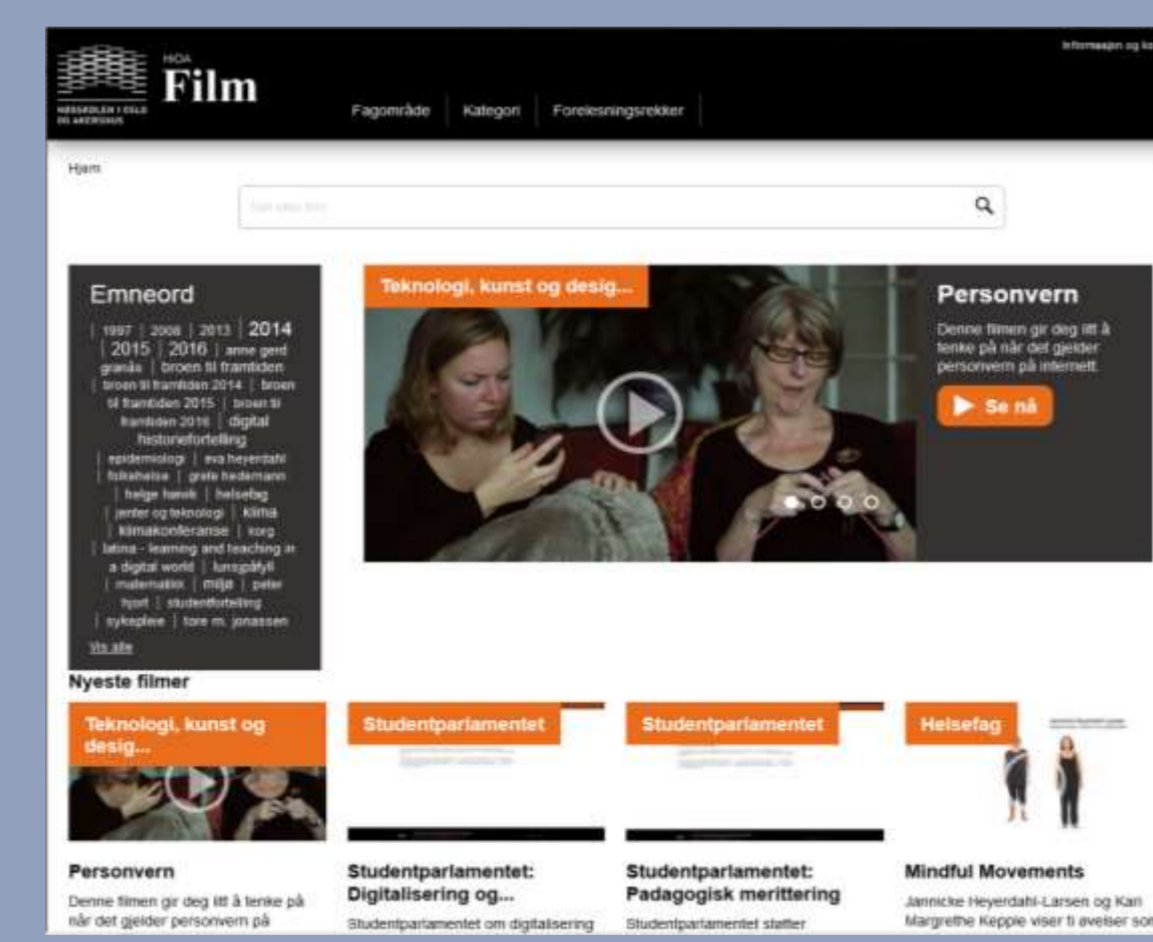 HiOA
Film
HØGSKOLEN I OSLO
OG AKERSHUS
Informasjon og ko
Fagområde
Kategori
Forelesningsrekker
Hjem
Søk etter film
Emneord
| 1997 | 2008 | 2013 | 2014
| 2015 | 2016 | anne gerd
granås | broen til framtiden
| broen til framtiden 2014 | broen
til framtiden 2015 | broen til
framtiden 2016 | digital
historiefortelling
| epidemiologi | eva heyerdahl
| folkehelse | grete hedemann
| helge høivik | helsefag
| jenter og teknologi | klima
| klimakonferanse | korg
| latina - learning and teaching in
a digital world |
| matematikk | miljø | peter
hjort | studentfortelling
| sykepleie | tore m. jonassen
Vis alle
Teknologi, kunst og desig...
Personvern
Denne filmen gir deg litt å
tenke på når det gjelder
personvern på internett.
Se nå
Nyeste filmer
Teknologi, kunst og
desig...
Personvern
Denne filmen gir deg litt å tenke på
når det gjelder personvern på
Studentparlamentet
Studentparlamentet:
Digitalisering og...
Studentparlamentet om digitalisering
Studentparlamentet
Studentparlamentet:
Padagogisk merittering
Studentparlamentet støtter
Helsefag
Mindful Movements
Jannicke Heyerdahl-Larsen og Kari
Margrethe Keppie viser ti øvelser som